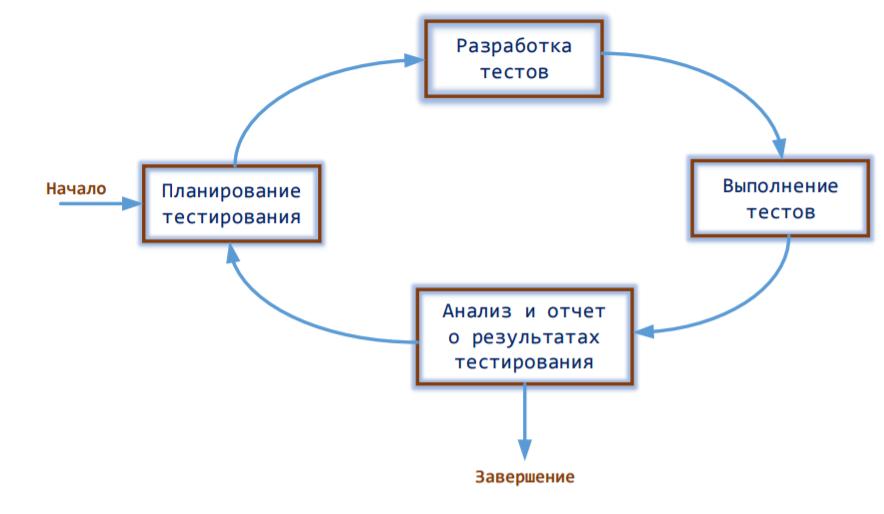 Начало
Планирование
тестирования
Разработка
тестов
Выполнение
тестов
Анализ и отчет
о результатах
тестирования
Завершение